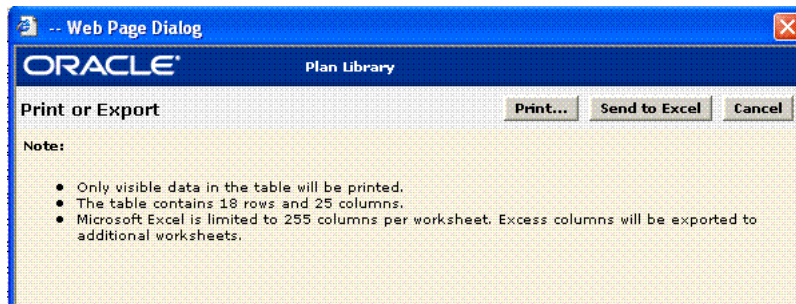 -- Web Page Dialog
ORACLE®
Plan Library
Print or Export
Print...
Send to Excel
Cancel
Note:
• Only visible data in the table will be printed.
• The table contains 18 rows and 25 columns.
• Microsoft Excel is limited to 255 columns per worksheet. Excess columns will be exported to
additional worksheets.